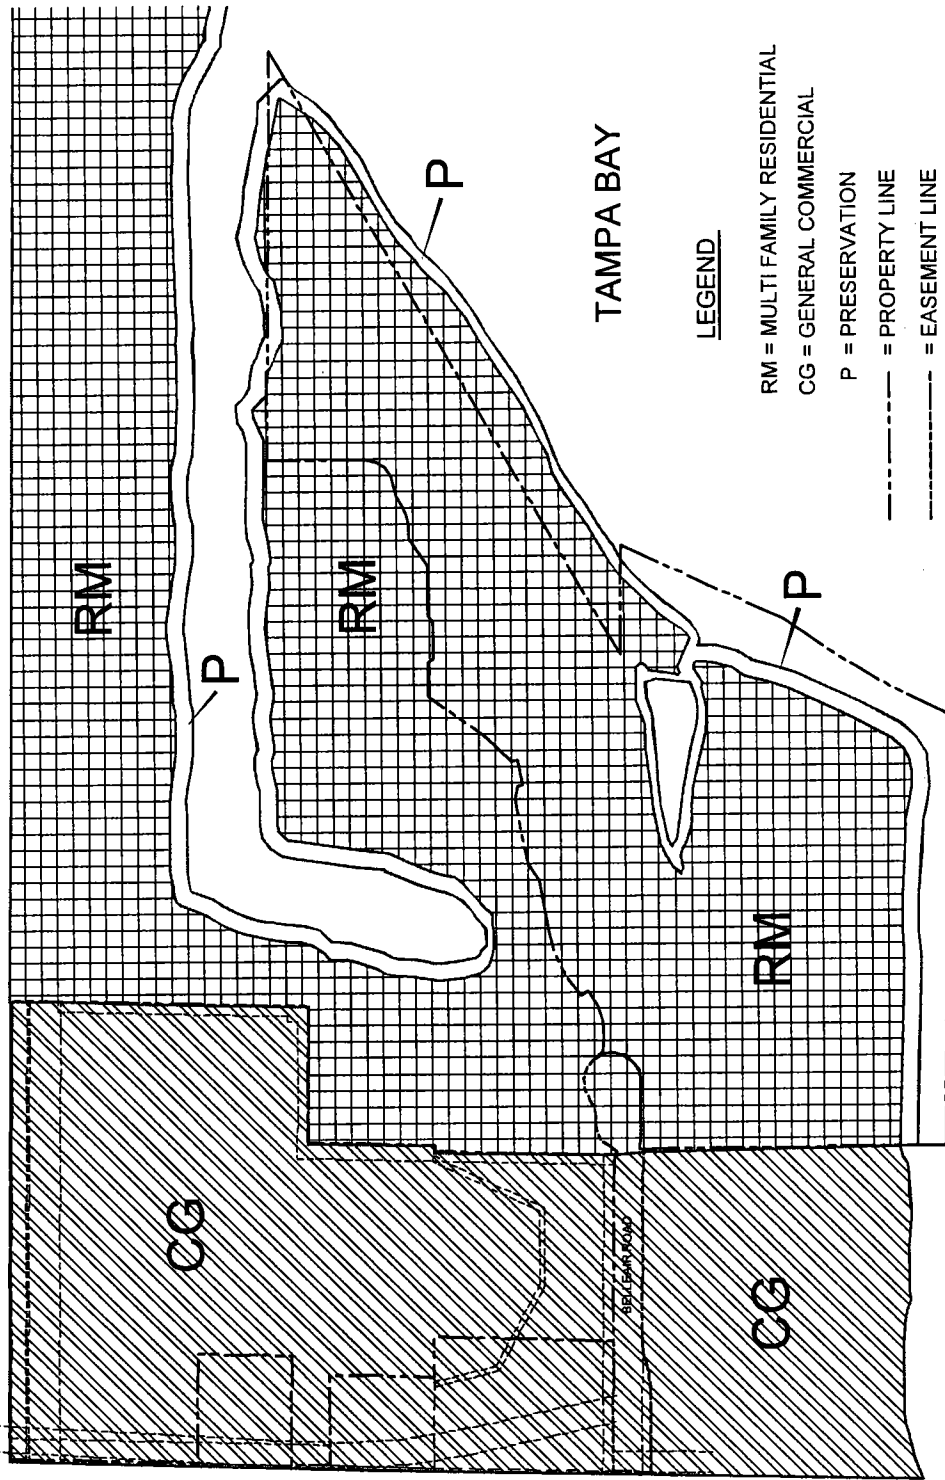 RM
P
RM
P
TAMPA BAY
P
RM
CG
CG
BELLEAIR ROAD
LEGEND
RM = MULTI FAMILY RESIDENTIAL
CG = GENERAL COMMERCIAL
P = PRESERVATION
= PROPERTY LINE
= EASEMENT LINE